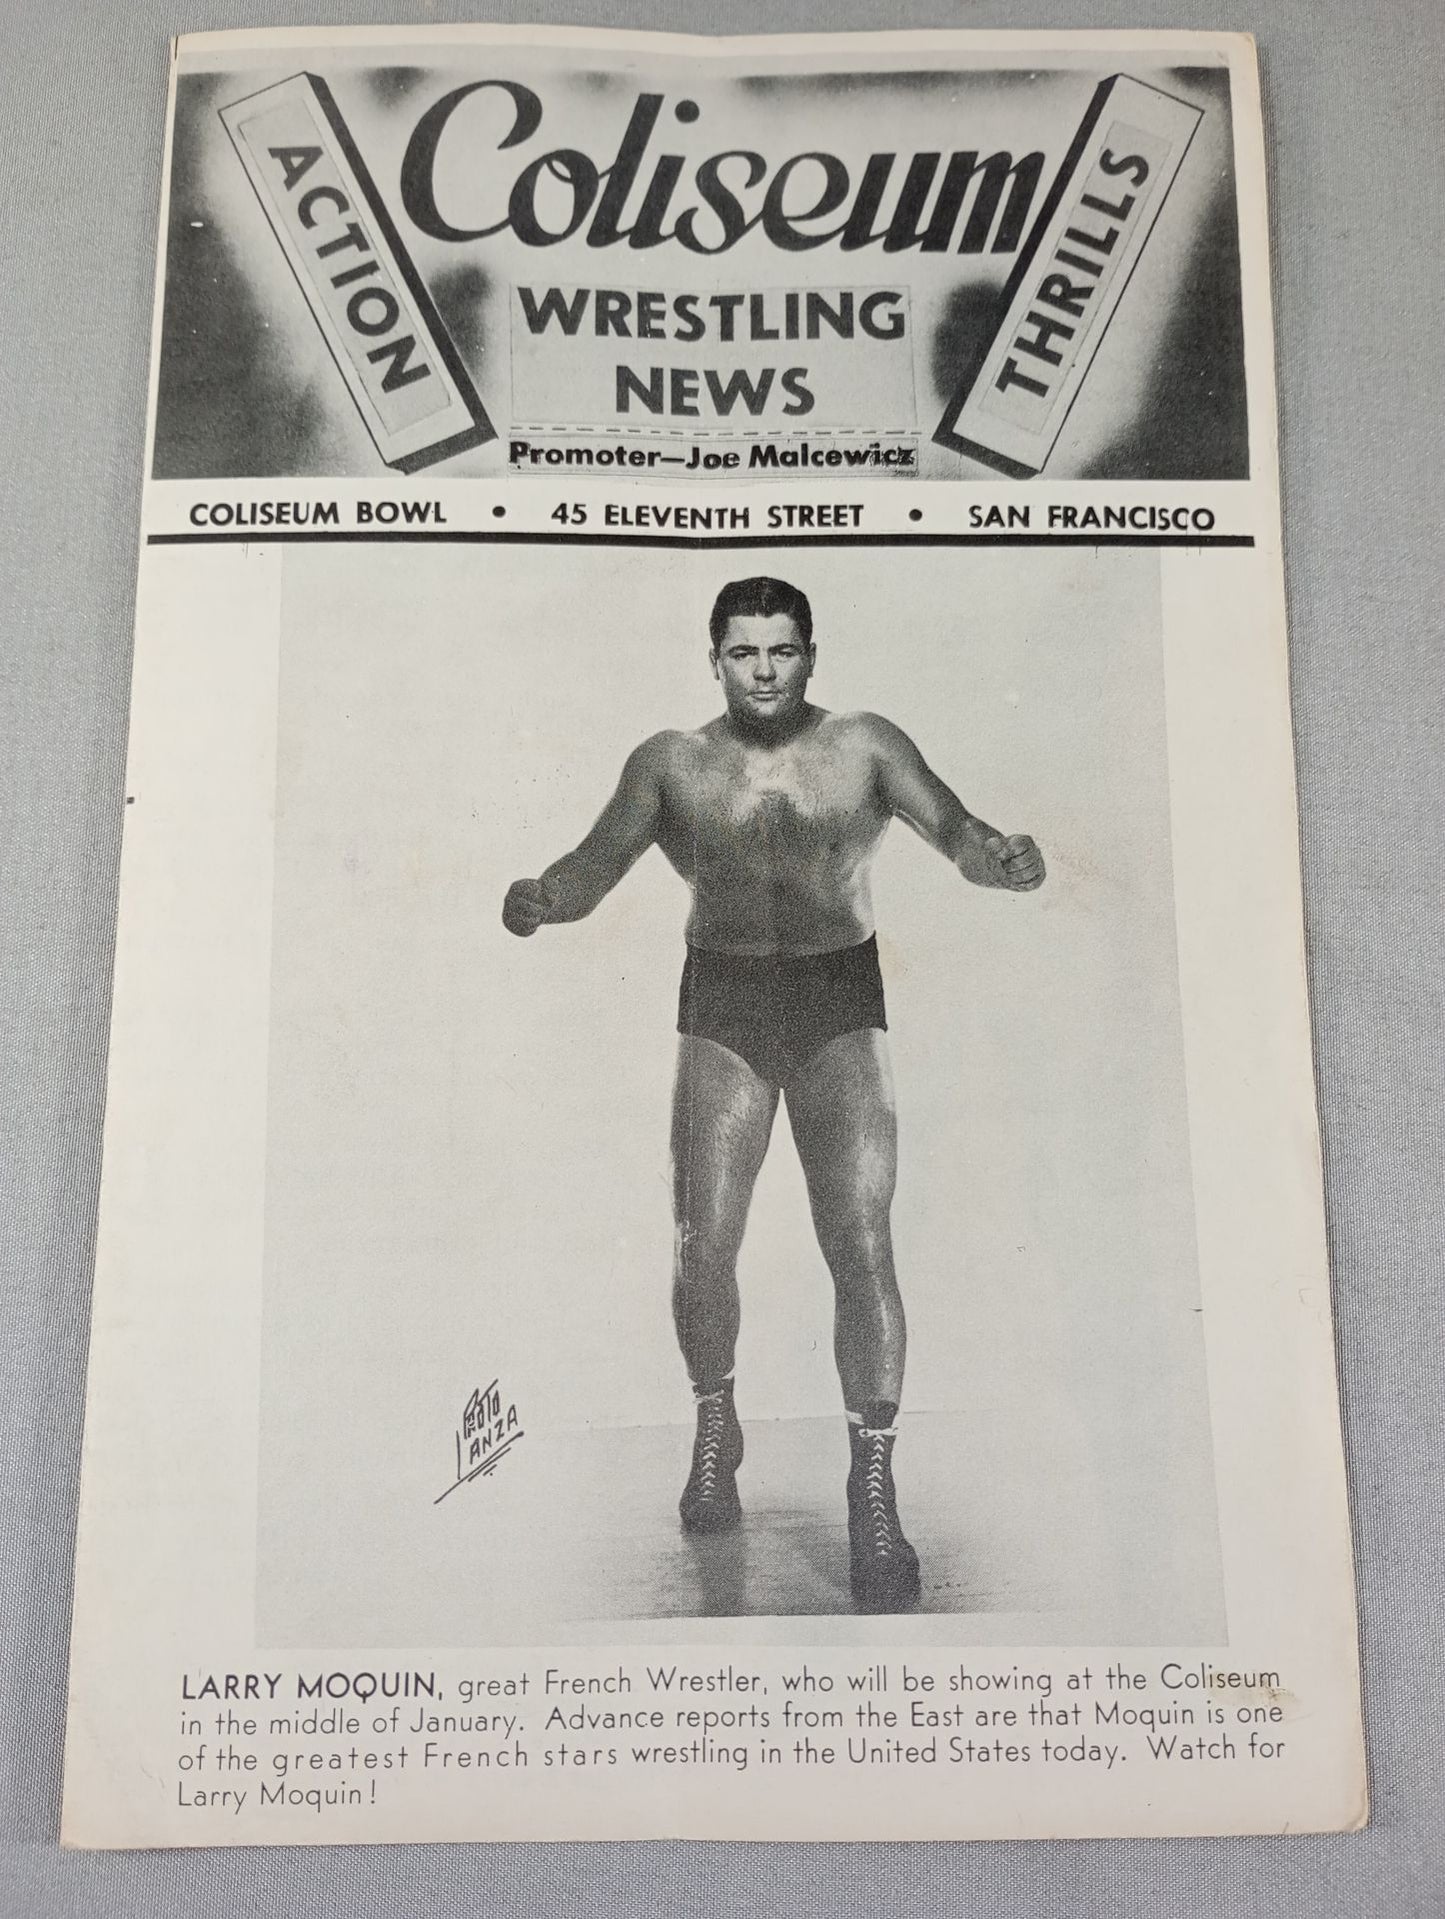 ACTION
Coliseum
THRILLS
WRESTLING
NEWS
Promoter—Joe Malcewicz
COLISEUM BOWL • 45 ELEVENTH STREET • SAN FRANCISCO
PHOTO
LANZA
LARRY MOQUIN, great French Wrestler, who will be showing at the Coliseum
in the middle of January. Advance reports from the East are that Moquin is one
of the greatest French stars wrestling in the United States today. Watch for
Larry Moquin!